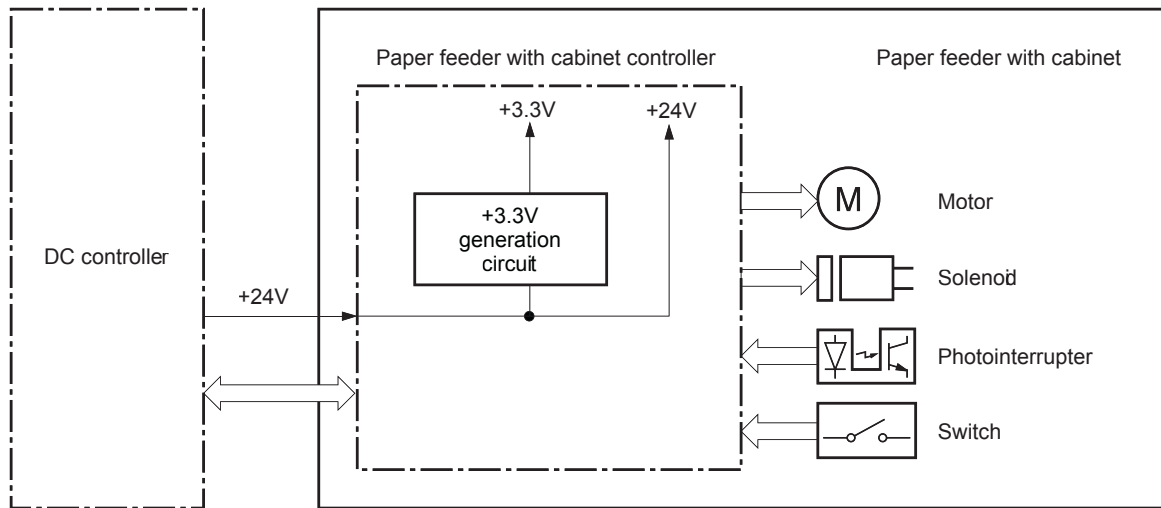 Paper feeder with cabinet controller
Paper feeder with cabinet
+3.3V
+24V
+3.3V
generation
circuit
DC controller
+24V
M
Motor
Solenoid
Photointerrupter
Switch